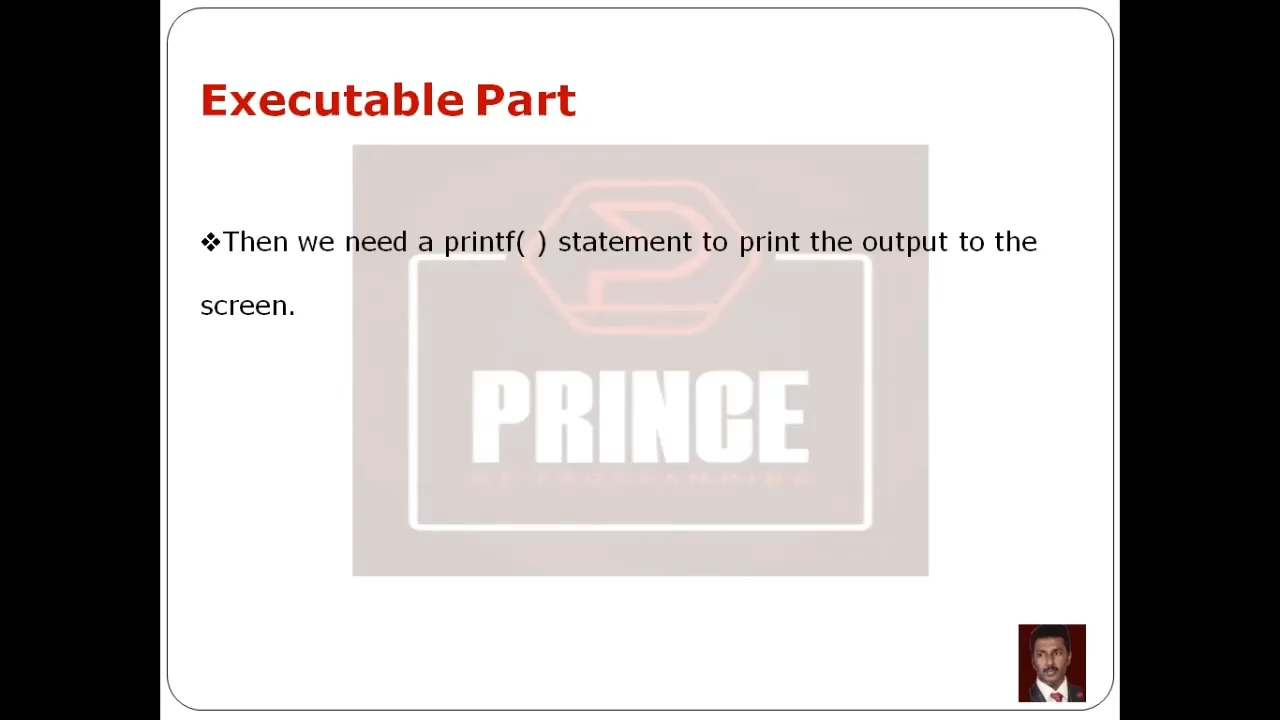 Executable Part
❖Then we need a printf( ) statement to print the output to the
screen.
PRINCE